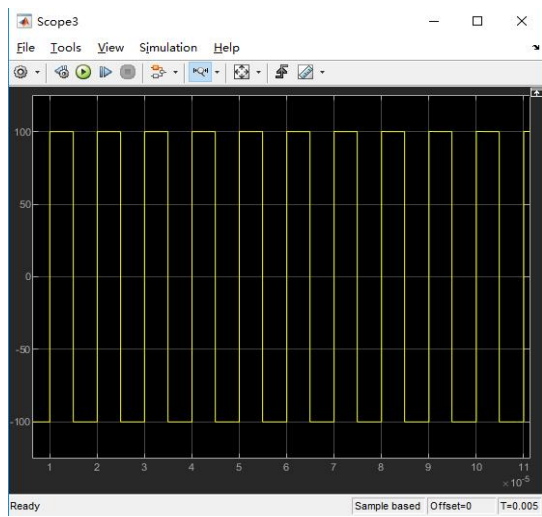 Scope3
File Tools View Simulation Help
100
50
0
-50
-100
1 2 3 4 5 6 7 8 9 10 11
×10⁻⁵
Ready Sample based Offset=0 T=0.005